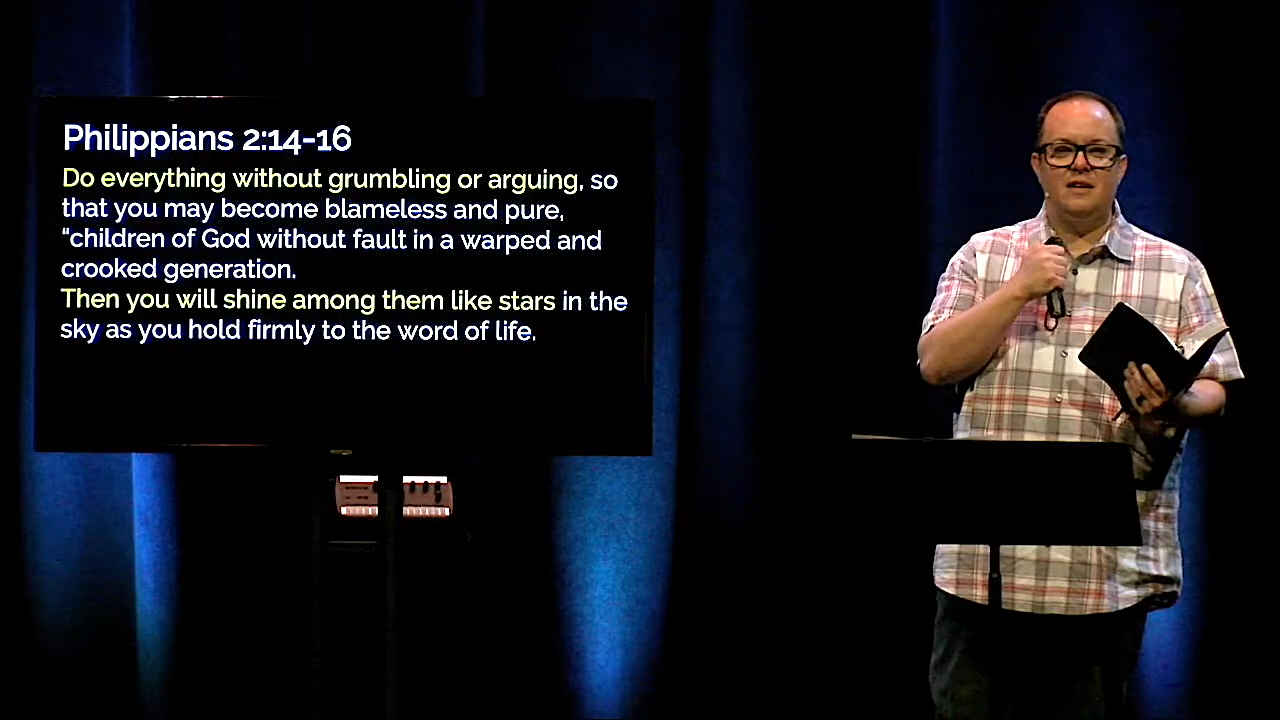 Philippians 2:14-16
Do everything without grumbling or arguing, so
that you may become blameless and pure,
“children of God without fault in a warped and
crooked generation.
Then you will shine among them like stars in the
sky as you hold firmly to the word of life.